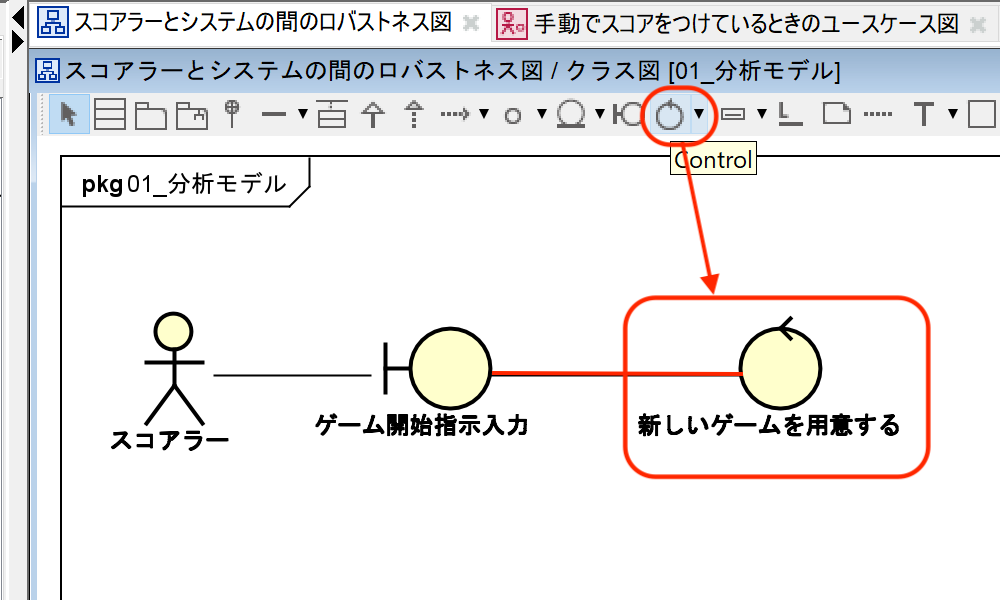 スコアラーとシステムの間のロバストネス図
手動でスコアをつけているときのユースケース図
スコアラーとシステムの間のロバストネス図 / クラス図 [01_分析モデル]
T
Control
pkg 01_分析モデル
スコアラー
ゲーム開始指示入力
新しいゲームを用意する